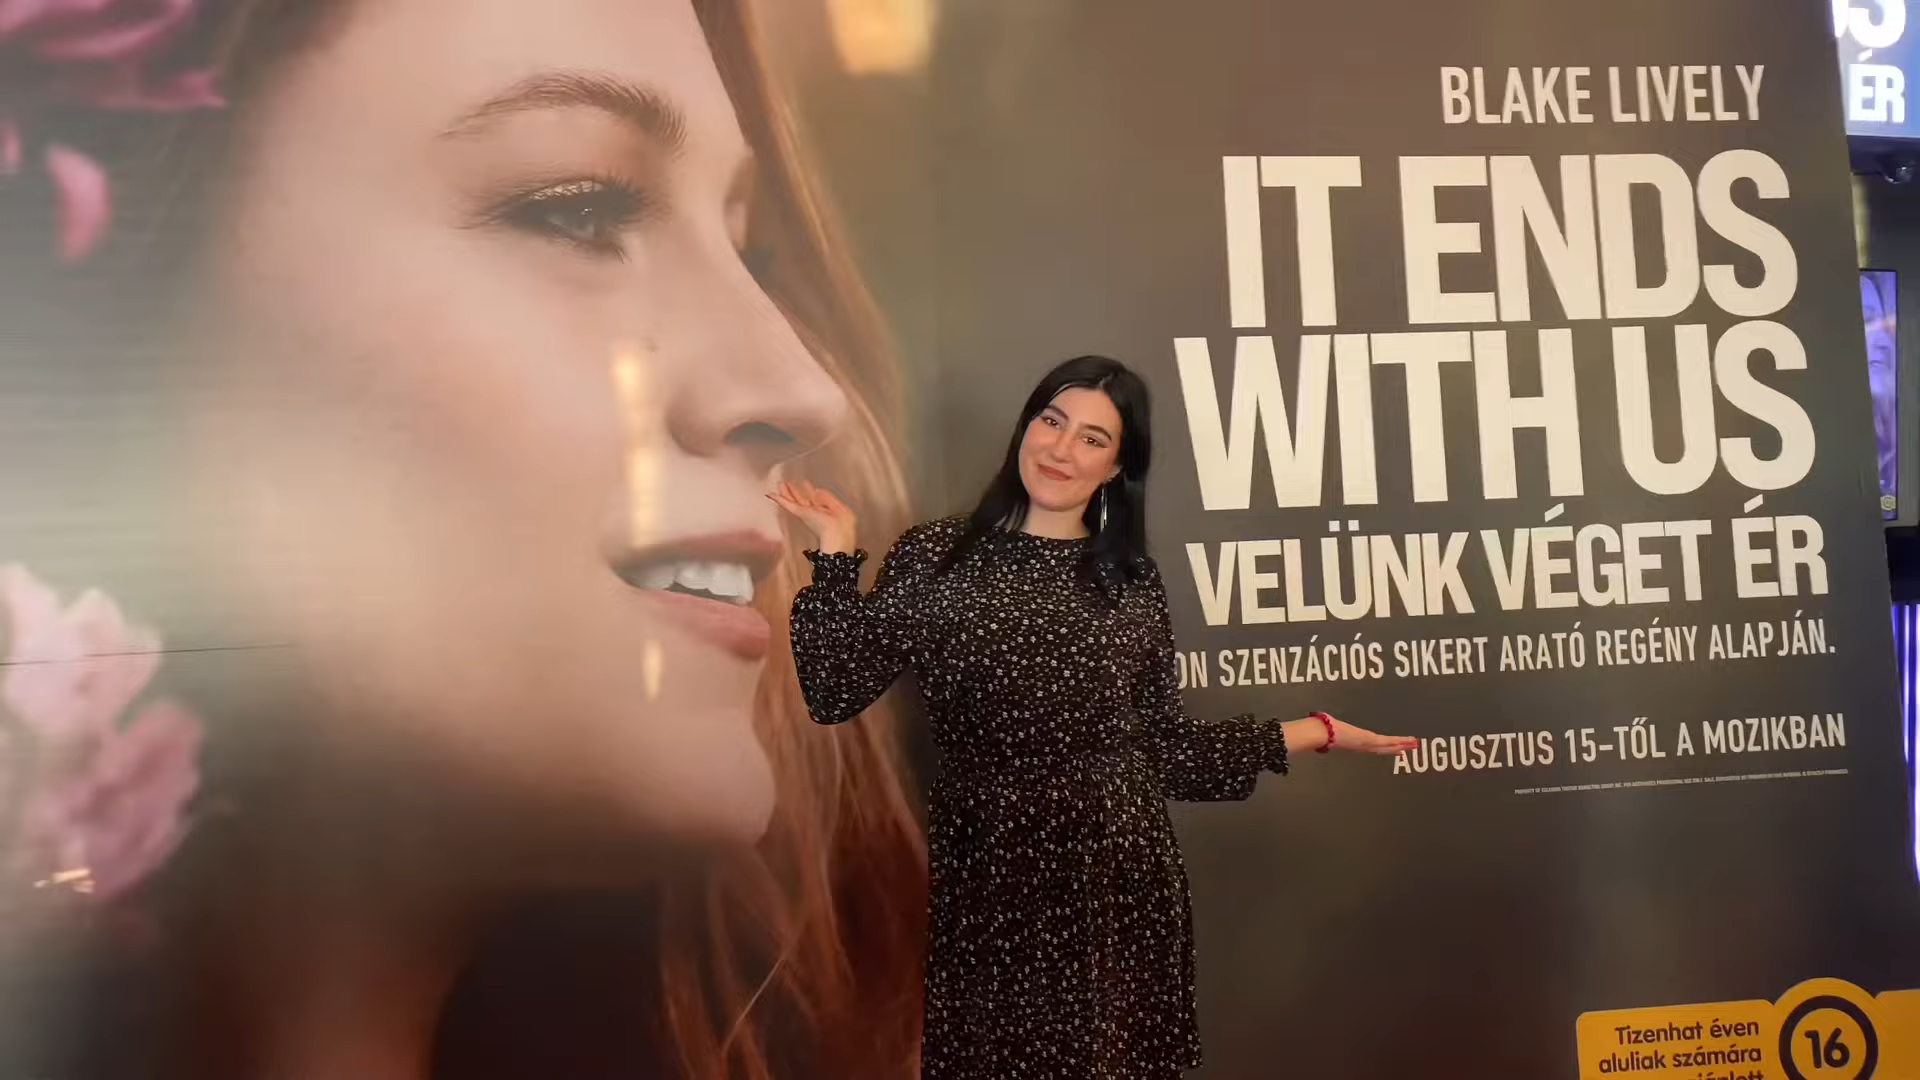 BLAKE LIVELY
IT ENDS
WITH US
VELÜNK VÉGET ÉR
ON SZENZÁCIÓS SIKERT ARATÓ REGÉNY ALAPJÁN.
AUGUSZTUS 15-TŐL A MOZIKBAN
Tizenhat éven
aluliak számára
16
ÉR